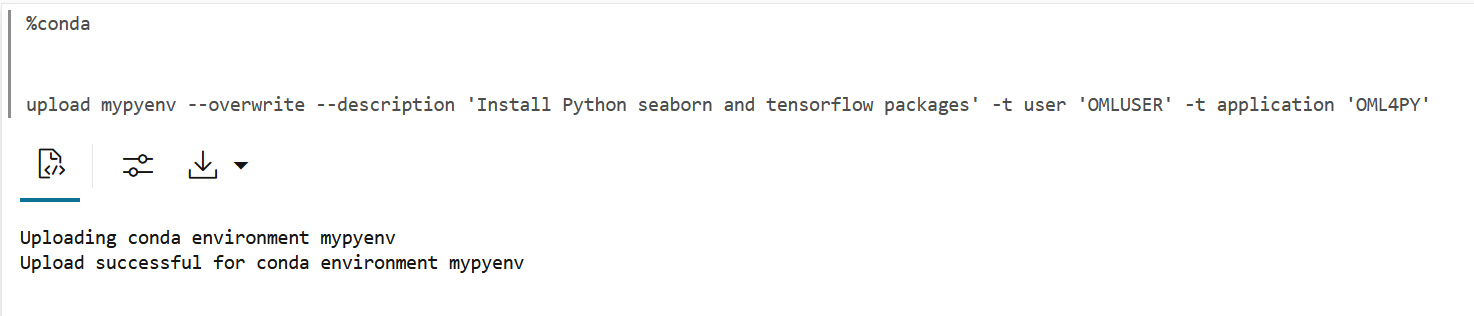 %conda
upload mypyenv --overwrite --description 'Install Python seaborn and tensorflow packages' -t user 'OMLUSER' -t application 'OML4PY'
Uploading conda environment mypyenv
Upload successful for conda environment mypyenv